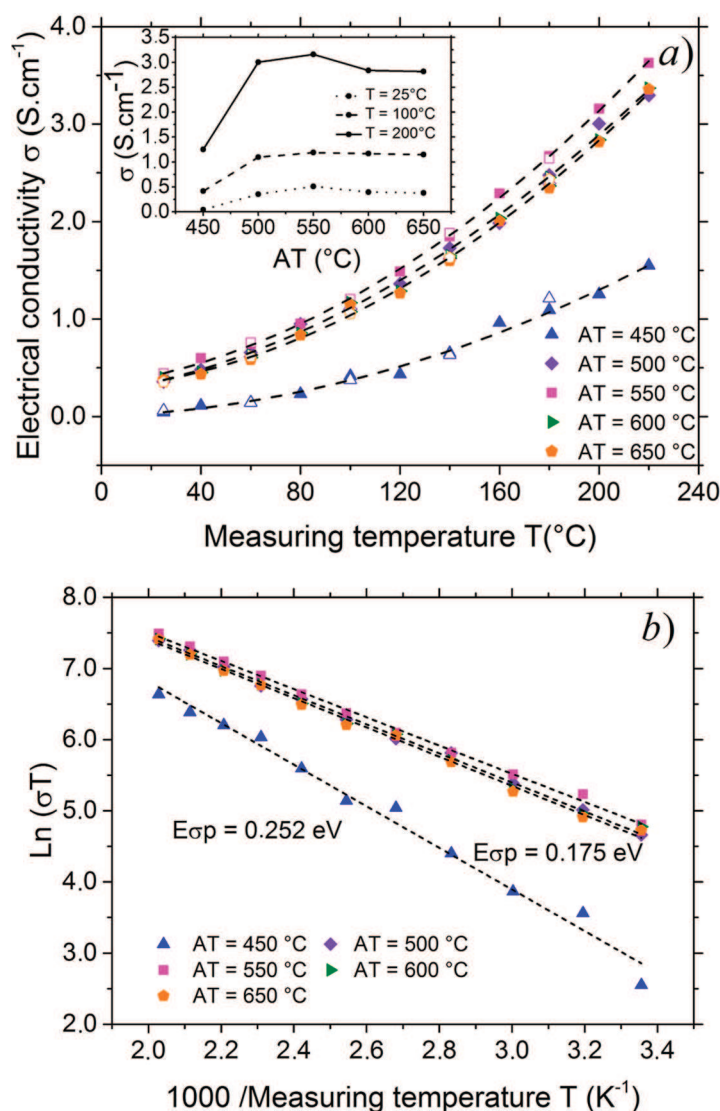 a)
Electrical conductivity σ (S.cm⁻¹)
4.0
3.0
2.0
1.0
0.0
σ (S.cm⁻¹)
3.5
3.0
2.5
2.0
1.5
1.0
0.5
0.0
T = 25°C
T = 100°C
T = 200°C
450 500 550 600 650
AT (°C)
AT = 450 °C
AT = 500 °C
AT = 550 °C
AT = 600 °C
AT = 650 °C
0 40 80 120 160 200 240
Measuring temperature T(°C)
b)
Ln (σT)
8.0
7.0
6.0
5.0
4.0
3.0
2.0
Eσp = 0.252 eV
Eσp = 0.175 eV
AT = 450 °C AT = 500 °C
AT = 550 °C AT = 600 °C
AT = 650 °C
2.0 2.2 2.4 2.6 2.8 3.0 3.2 3.4
1000 /Measuring temperature T (K⁻¹)